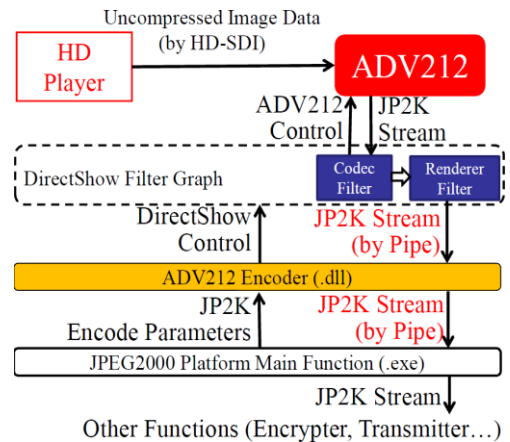 Uncompressed Image Data
(by HD-SDI)
HD
Player
ADV212
ADV212
Control
JP2K
Stream
DirectShow Filter Graph
Codec
Filter
Renderer
Filter
DirectShow
Control
JP2K Stream
(by Pipe)
ADV212 Encoder (.dll)
JP2K
Encode Parameters
JP2K Stream
(by Pipe)
JPEG2000 Platform Main Function (.exe)
JP2K Stream
Other Functions (Encrypter, Transmitter…)